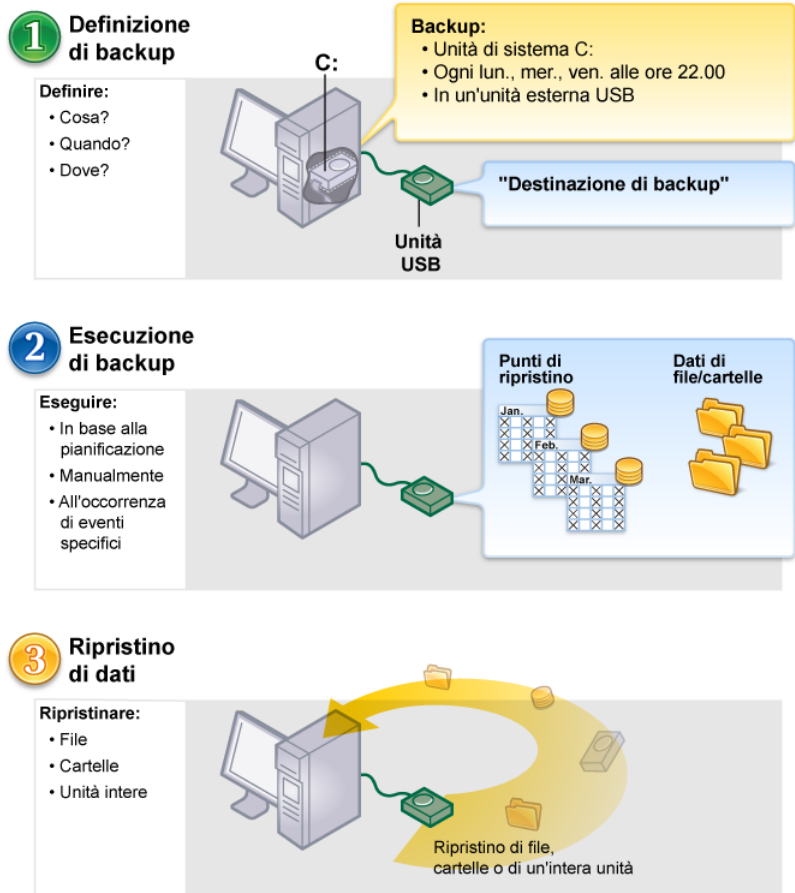 1
Definizione
di backup
Definire:
• Cosa?
• Quando?
• Dove?
C:
Backup:
• Unità di sistema C:
• Ogni lun., mer., ven. alle ore 22.00
• In un'unità esterna USB
"Destinazione di backup"
Unità
USB
2
Esecuzione
di backup
Eseguire:
• In base alla
pianificazione
• Manualmente
• All'occorrenza
di eventi
specifici
Punti di
ripristino
Jan.
Feb.
Mar.
Dati di
file/cartelle
3
Ripristino
di dati
Ripristinare:
• File
• Cartelle
• Unità intere
Ripristino di file,
cartelle o di un'intera unità